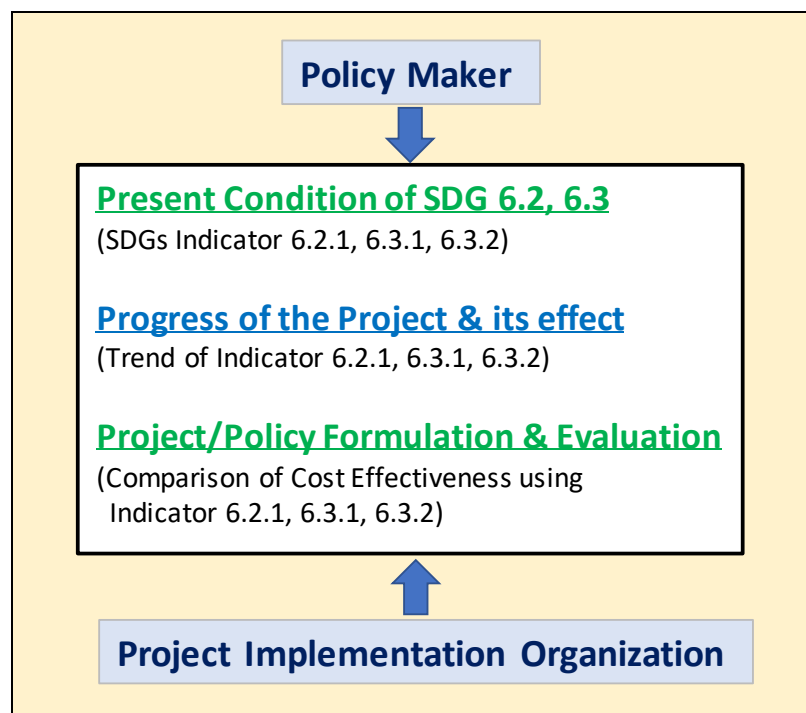 Policy Maker
Present Condition of SDG 6.2, 6.3
(SDGs Indicator 6.2.1, 6.3.1, 6.3.2)
Progress of the Project & its effect
(Trend of Indicator 6.2.1, 6.3.1, 6.3.2)
Project/Policy Formulation & Evaluation
(Comparison of Cost Effectiveness using
Indicator 6.2.1, 6.3.1, 6.3.2)
Project Implementation Organization